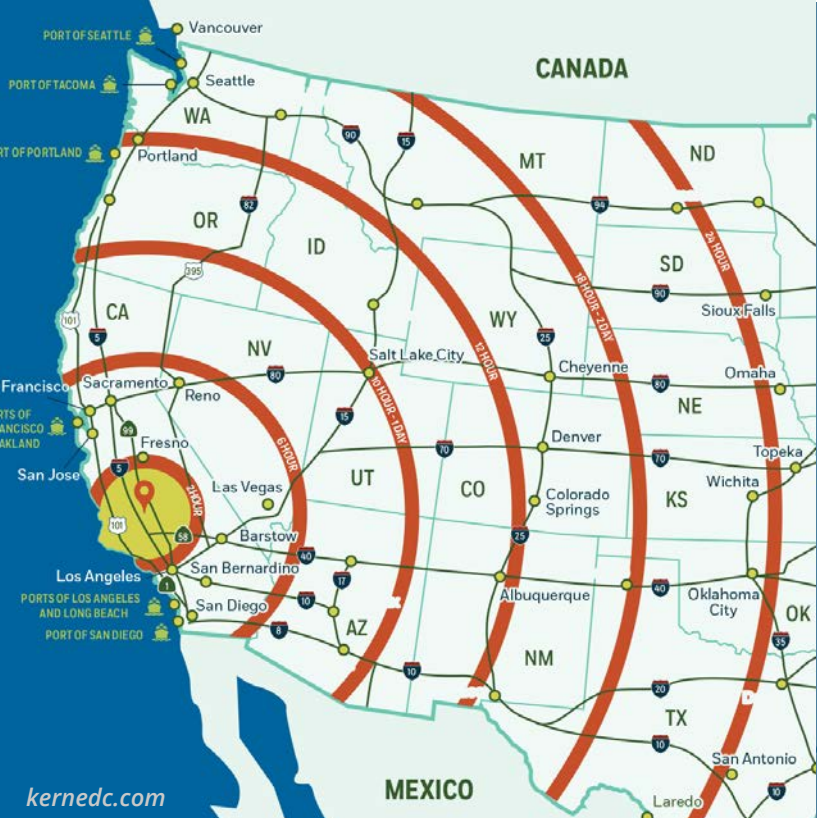 Vancouver
PORT OF SEATTLE
CANADA
PORT OF TACOMA
Seattle
WA
90
15
MT
ND
RT OF PORTLAND
Portland
82
94
OR
ID
24 HOUR
395
SD
18 HOUR - 2 DAY
90
Sioux Falls
101
CA
5
NV
WY
25
12 HOUR
Salt Lake City
Cheyenne
Omaha
Francisco
Sacramento
Reno
80
80
NE
10 HOUR - 1 DAY
RTS OF
ANCISCO
AKLAND
99
15
Fresno
6 HOUR
70
Denver
70
Topeka
San Jose
5
2 HOUR
Las Vegas
UT
CO
Colorado
Springs
KS
Wichita
101
58
Barstow
25
40
Los Angeles
San Bernardino
17
1
10
Albuquerque
40
Oklahoma
City
OK
PORTS OF LOS ANGELES
AND LONG BEACH
San Diego
PORT OF SAN DIEGO
8
AZ
35
NM
10
20
D
TX
10
San Antonio
MEXICO
10
kernedc.com
Laredo